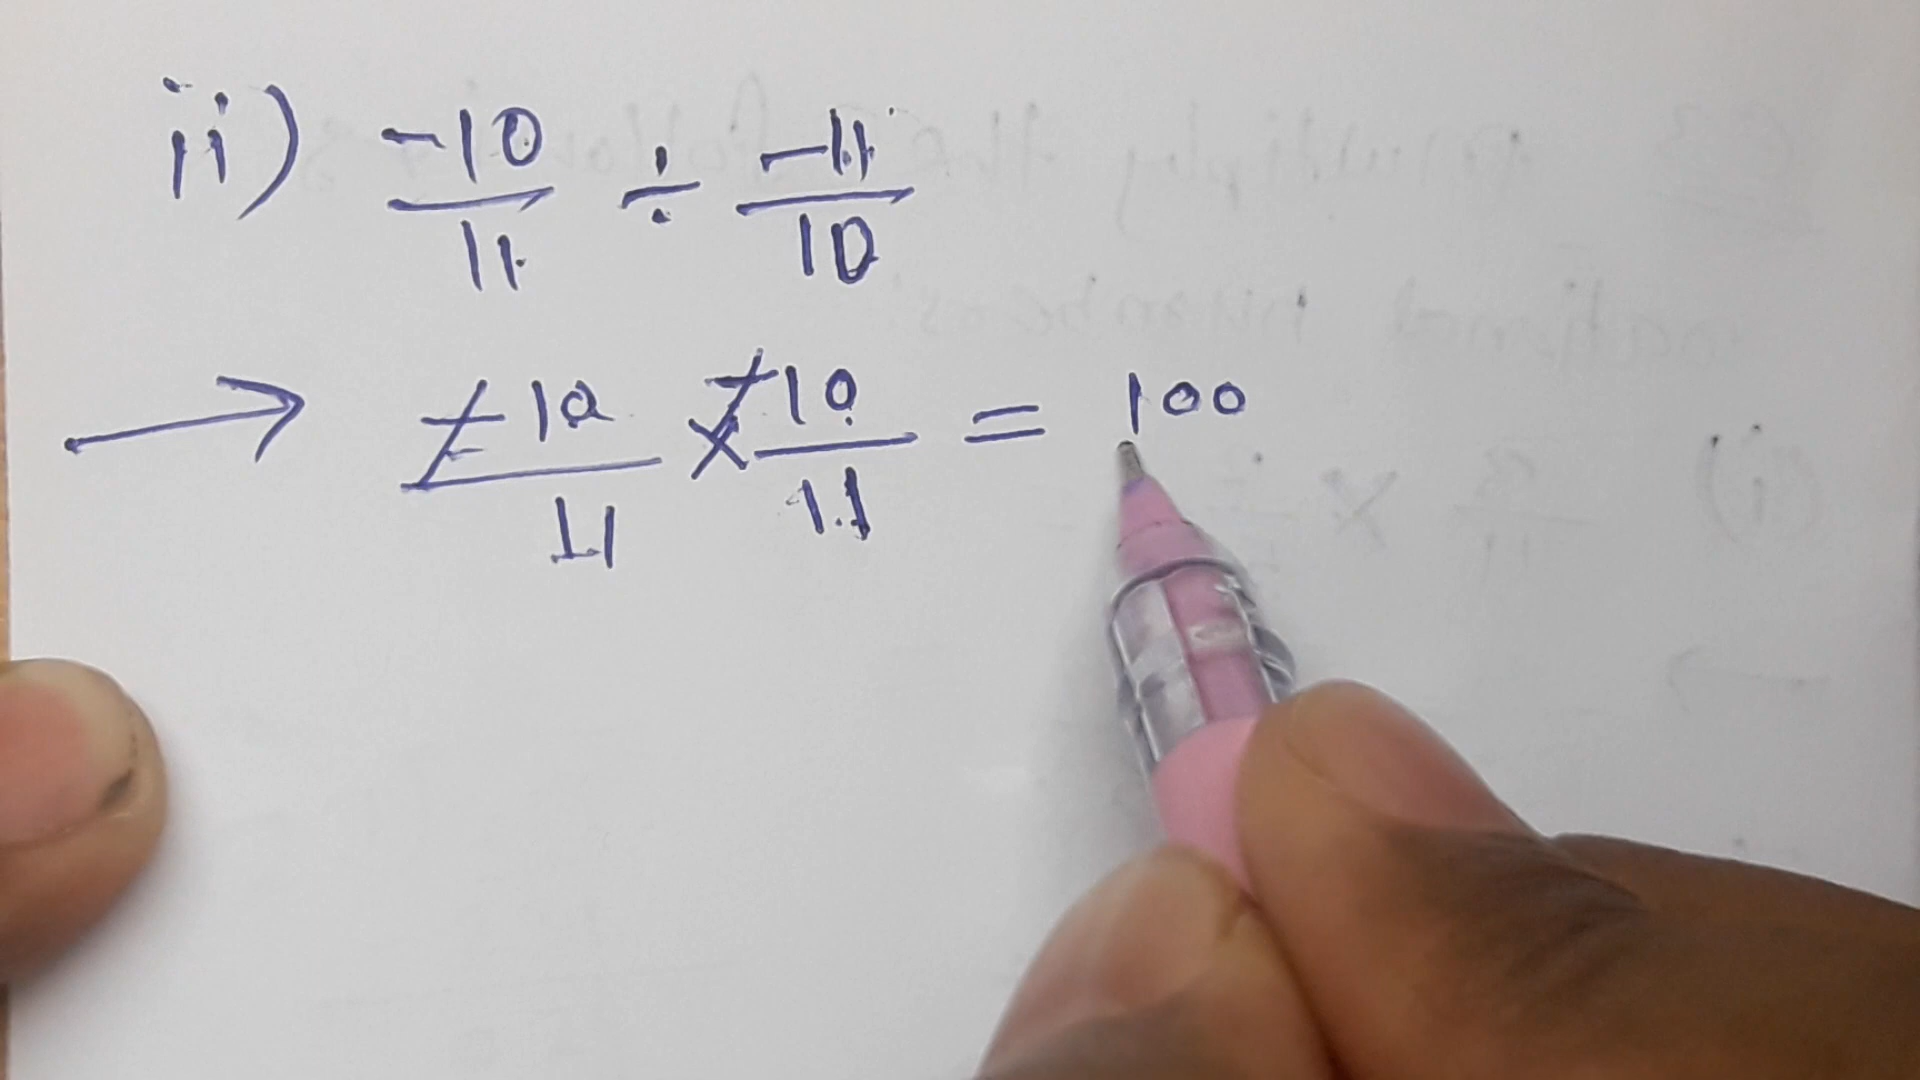 ii) -10/11 ÷ -11/10
→ -10/11 × -10/11 = 100